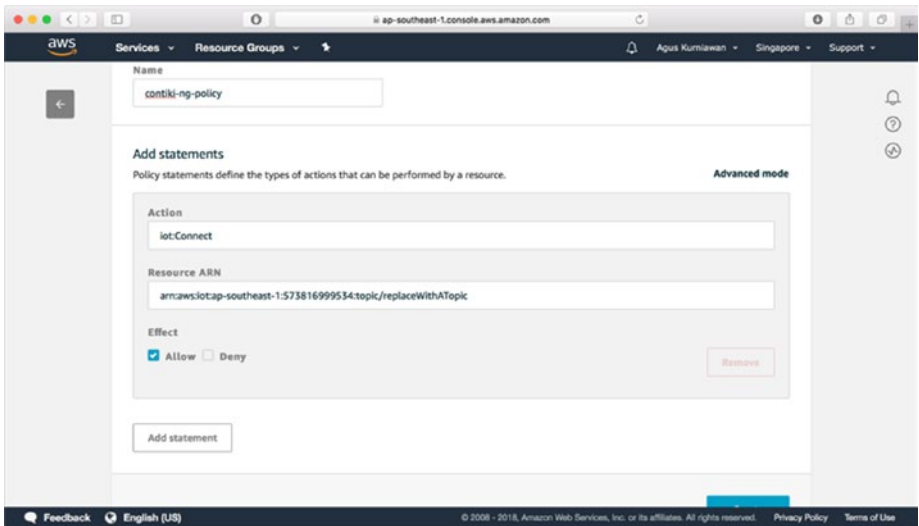 ap-southeast-1.console.aws.amazon.com
aws Services Resource Groups Agus Kurniawan Singapore Support
Name
contiki-ng-policy
Add statements
Policy statements define the types of actions that can be performed by a resource.
Advanced mode
Action
iot:Connect
Resource ARN
arn:aws:iot:ap-southeast-1:573816999534:topic/replaceWithATopic
Effect
Allow Deny
Remove
Add statement
Feedback English (US) © 2008 - 2018, Amazon Web Services, Inc. or its affiliates. All rights reserved. Privacy Policy Terms of Use